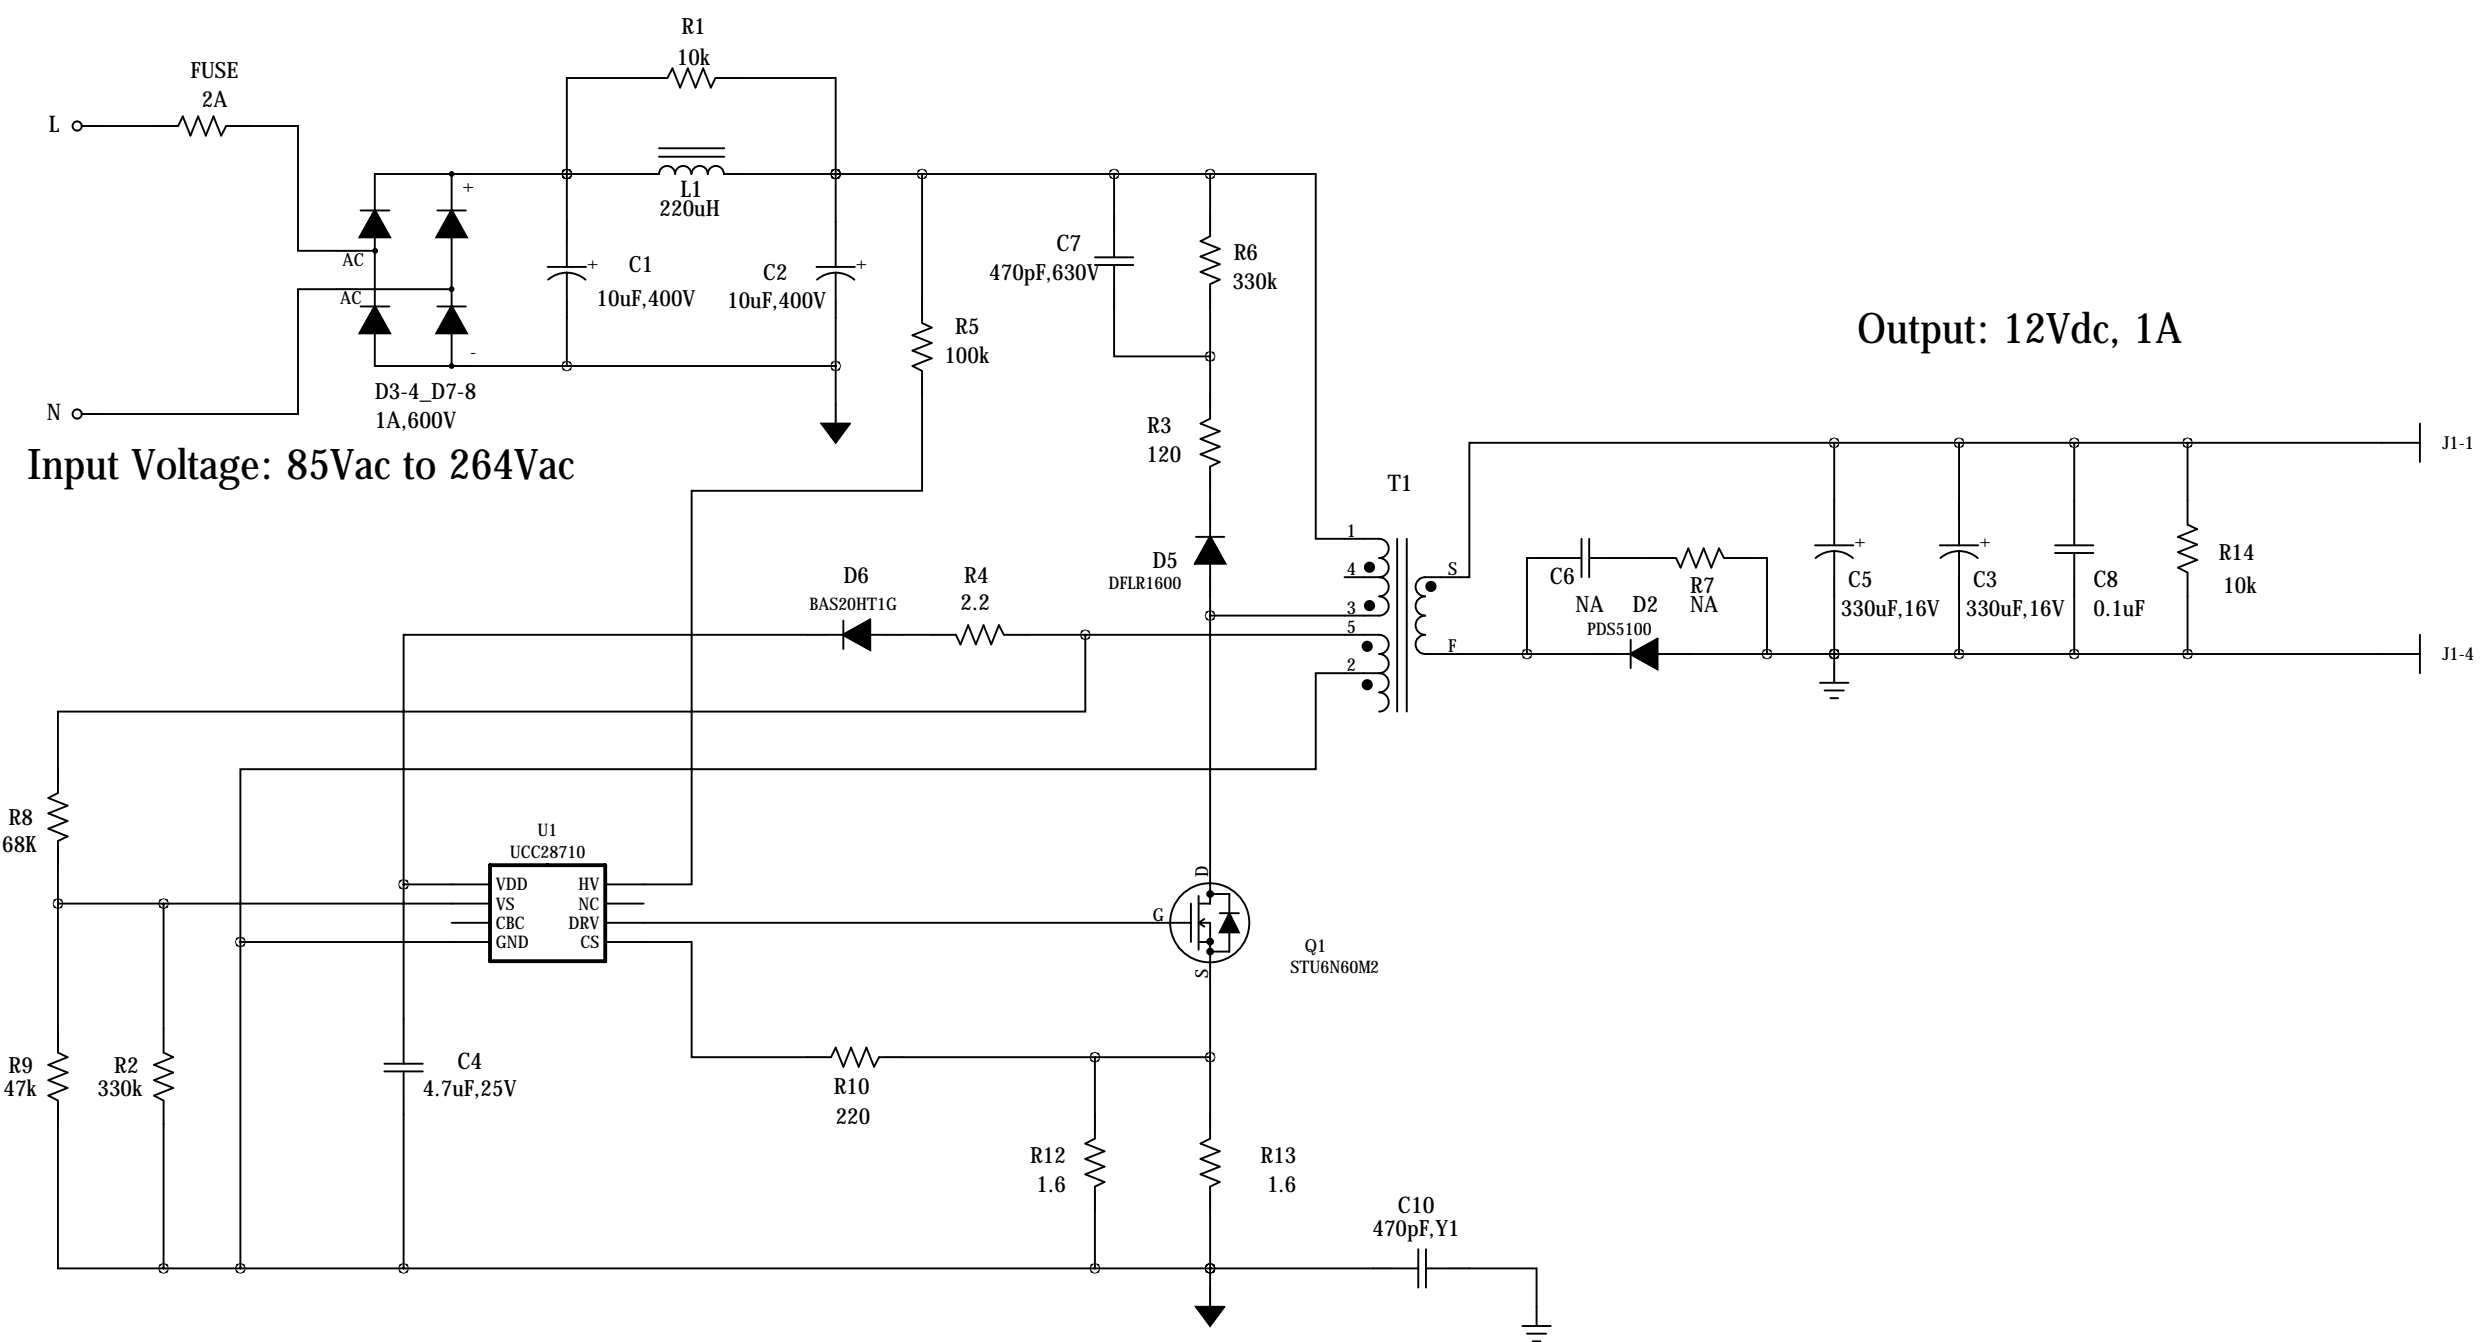 R1
10k
FUSE
2A
L
+
L1
220uH
AC
AC
C1
+
10uF,400V
C2
+
10uF,400V
C7
470pF,630V
R6
330k
R5
100k
-
D3-4_D7-8
1A,600V
N
Input Voltage: 85Vac to 264Vac
Output: 12Vdc, 1A
R3
120
T1
J1-1
1
4
3
5
2
S
F
D5
DFLR1600
D6
BAS20HT1G
R4
2.2
C6
NA
R7
NA
D2
PDS5100
+
C5
330uF,16V
+
C3
330uF,16V
C8
0.1uF
R14
10k
J1-4
R8
68K
U1
UCC28710
VDD
HV
VS
NC
CBC
DRV
GND
CS
D
G
S
Q1
STU6N60M2
R9
47k
R2
330k
C4
4.7uF,25V
R10
220
R12
1.6
R13
1.6
C10
470pF,Y1